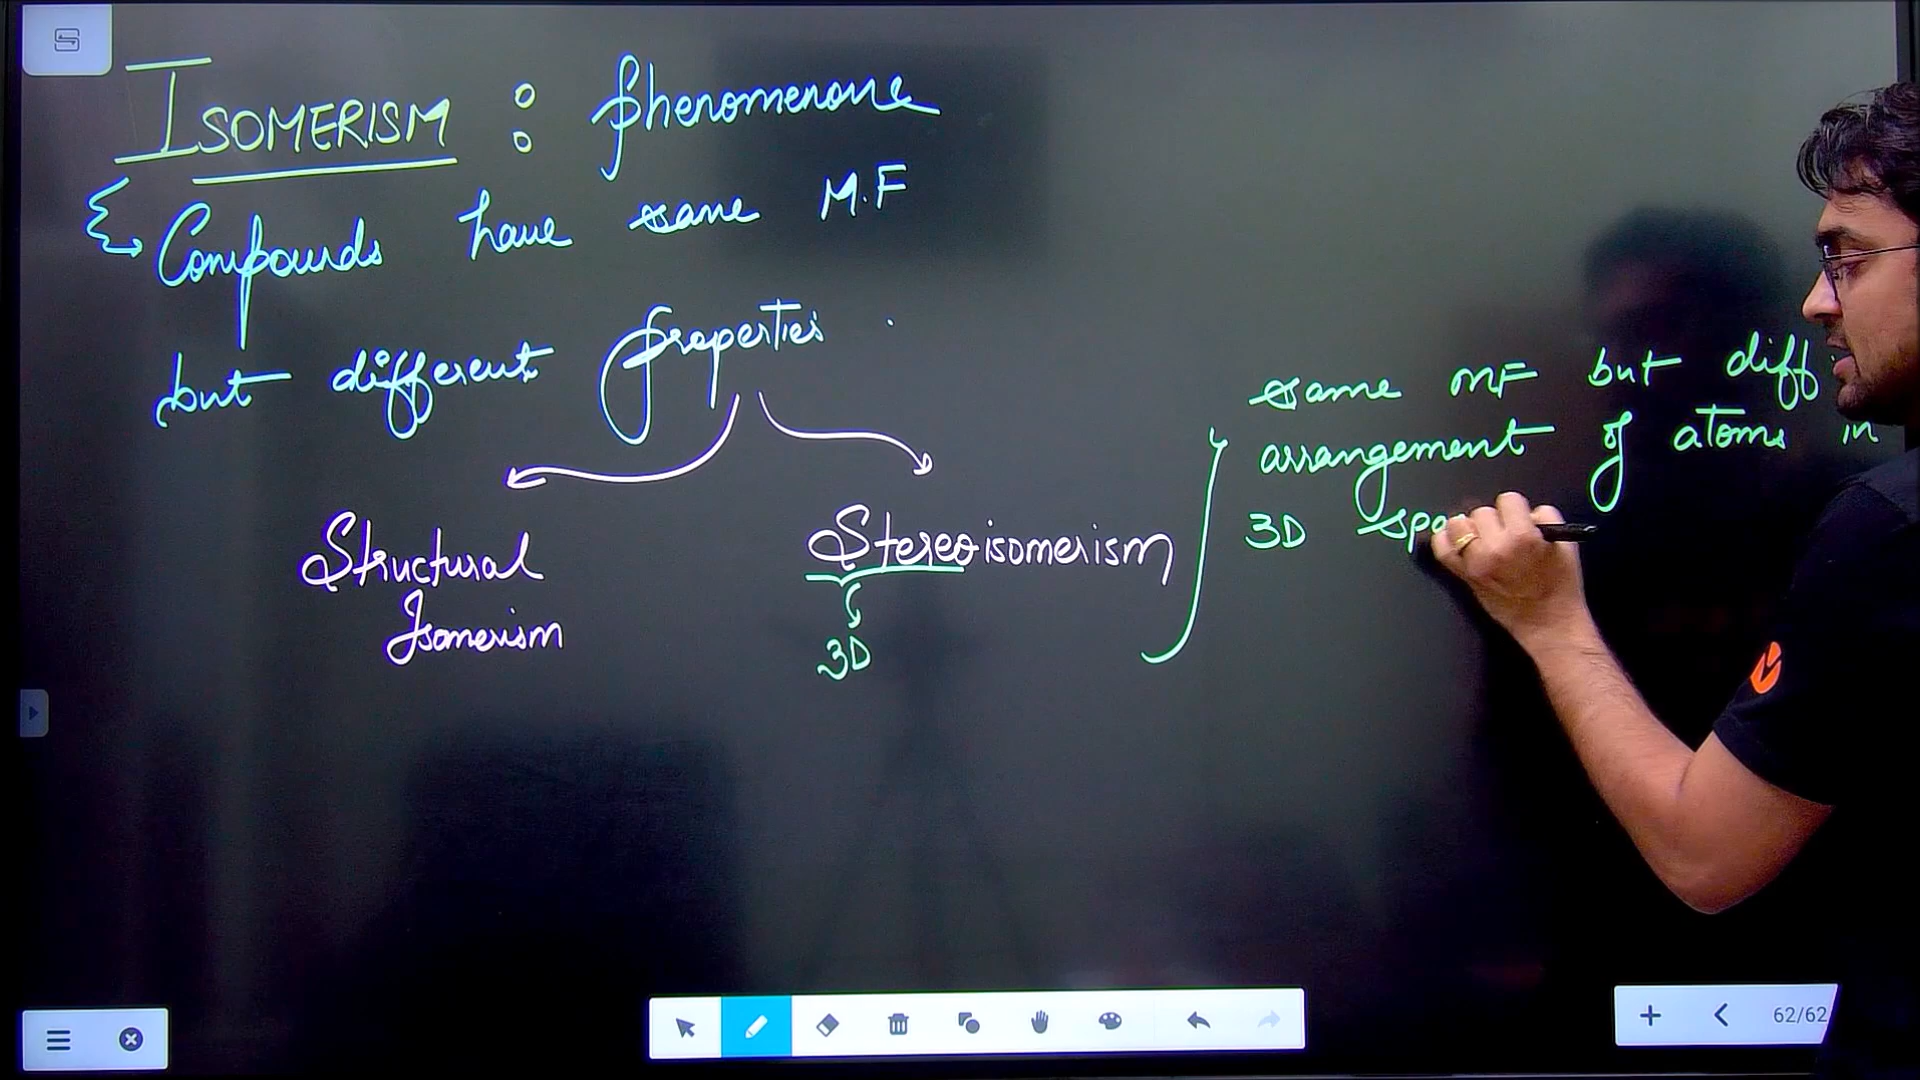 ISOMERISM : phenomenone
Compounds have same M.F
but different properties
Structural
Isomerism
Stereoisomerism
3D
same MF but diff
arrangement of atoms in
3D spa
62/62